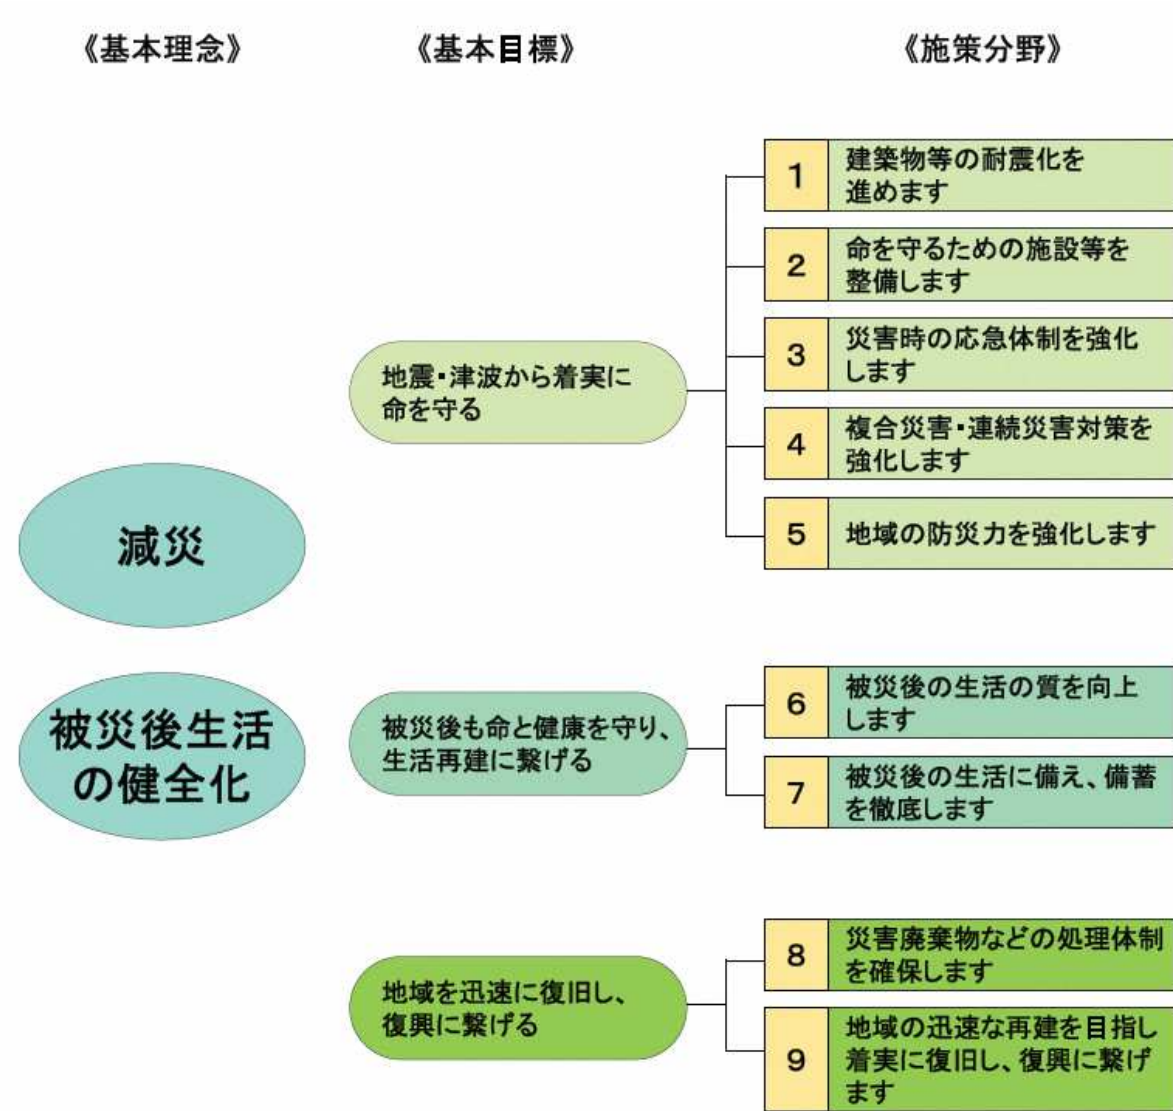 《基本理念》
《基本目標》
《施策分野》
減災
被災後生活
の健全化
地震・津波から着実に
命を守る
1
建築物等の耐震化を
進めます
2
命を守るための施設等を
整備します
3
災害時の応急体制を強化
します
4
複合災害・連続災害対策を
強化します
5
地域の防災力を強化します
被災後も命と健康を守り、
生活再建に繋げる
6
被災後の生活の質を向上
します
7
被災後の生活に備え、備蓄
を徹底します
地域を迅速に復旧し、
復興に繋げる
8
災害廃棄物などの処理体制
を確保します
9
地域の迅速な再建を目指し
着実に復旧し、復興に繋げ
ます